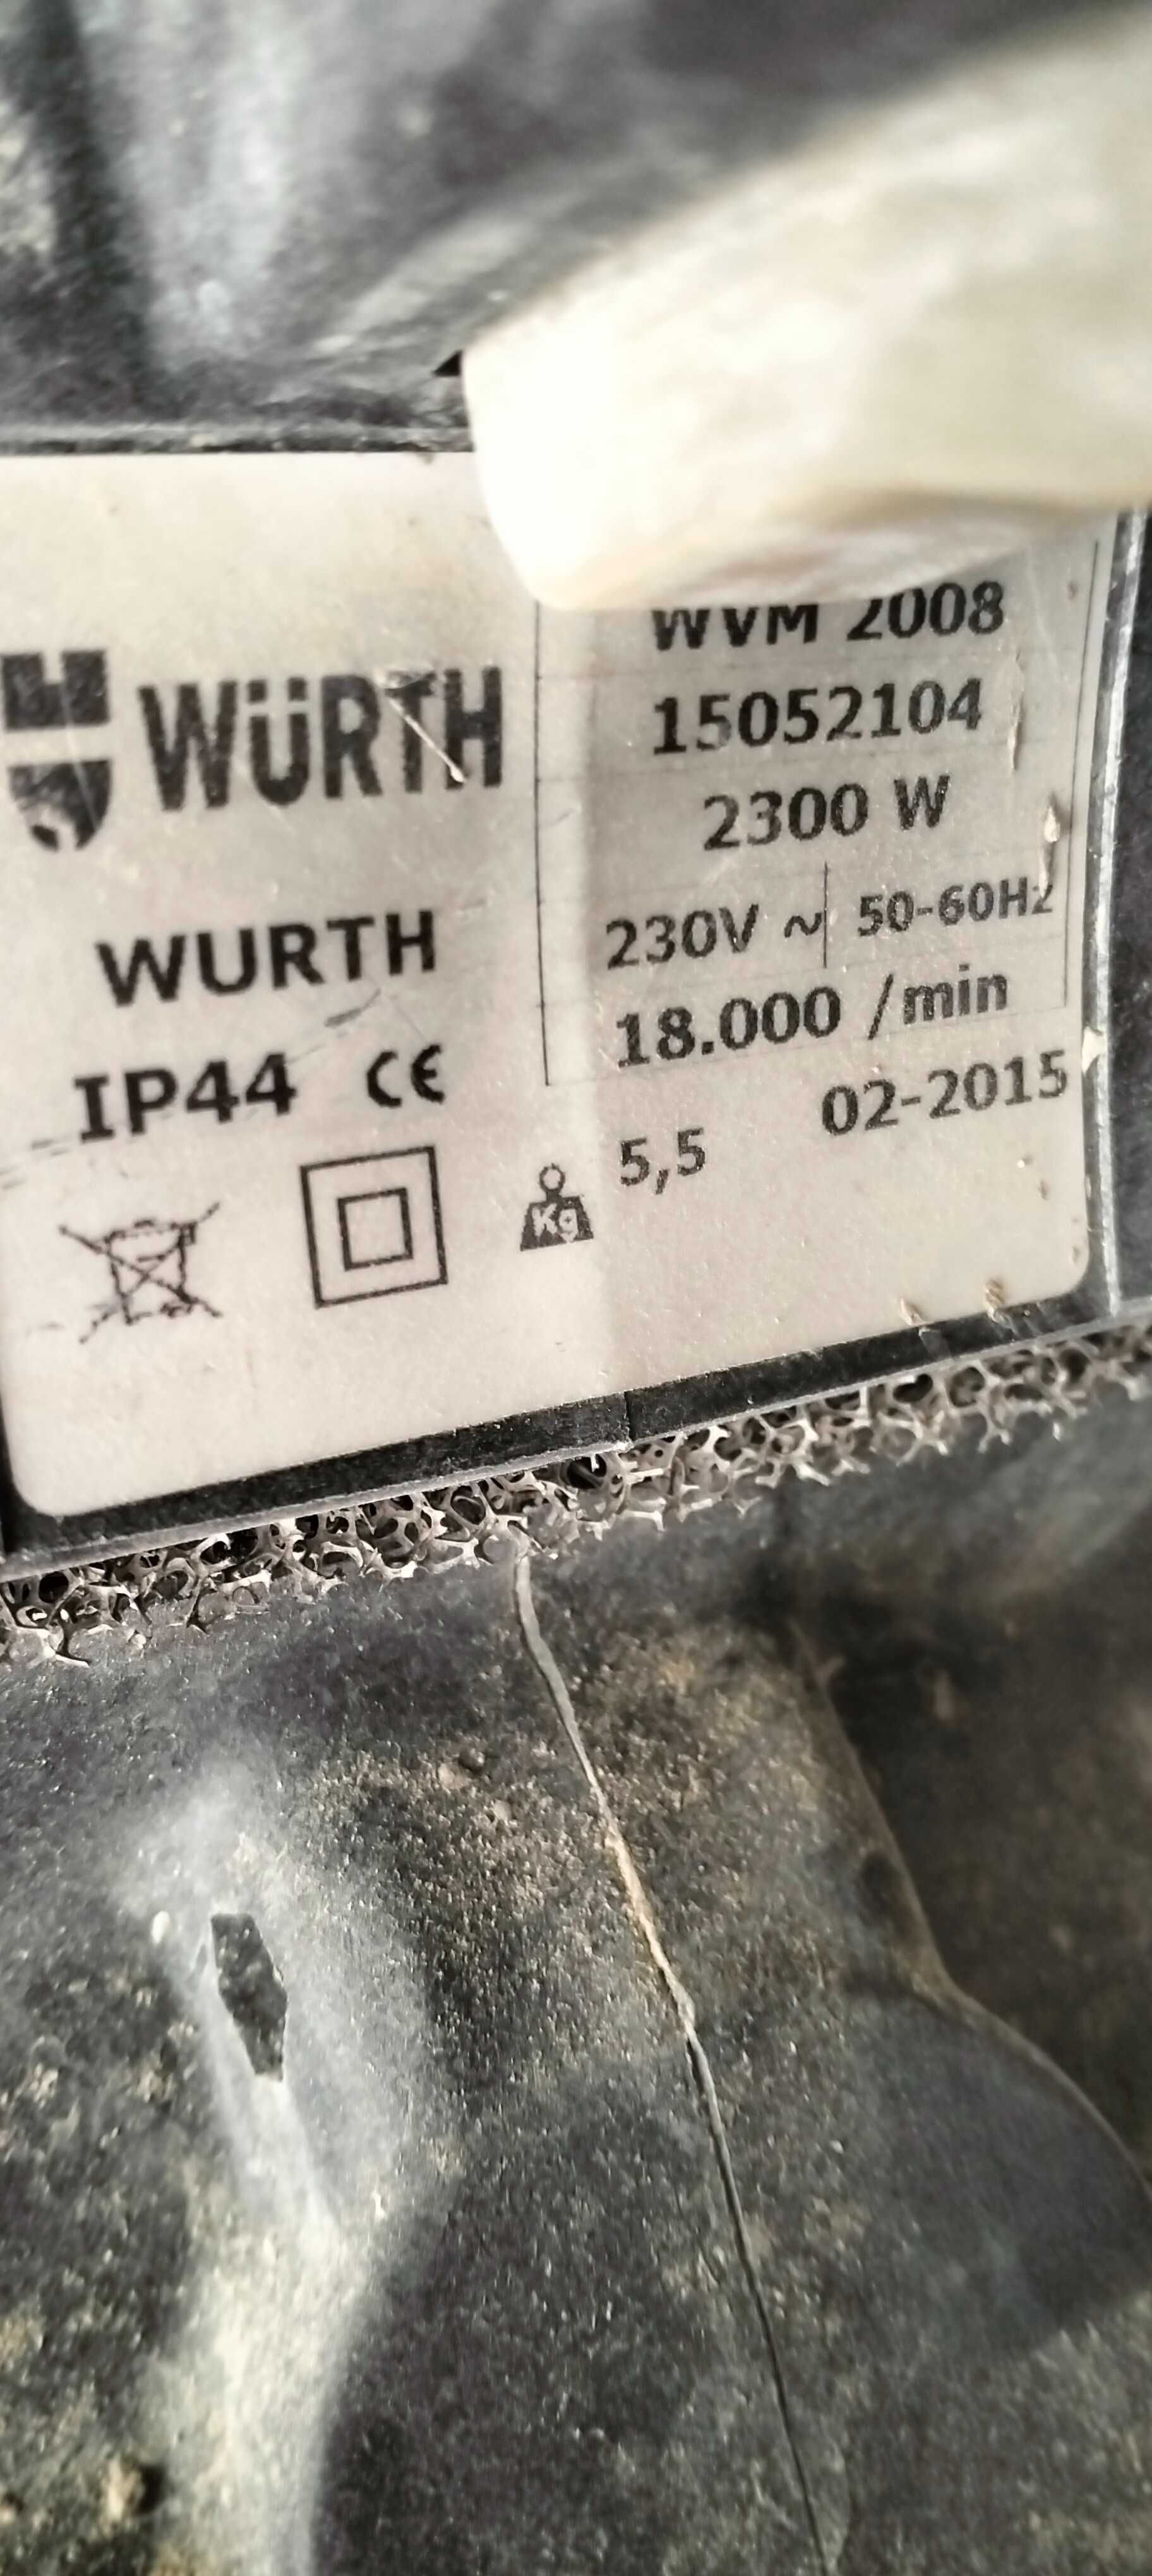 WÜRTH
WURTH
IP44 CE
Kg 5,5
WVM 2008
15052104
2300 W
230V ~ 50-60Hz
18.000 /min
02-2015